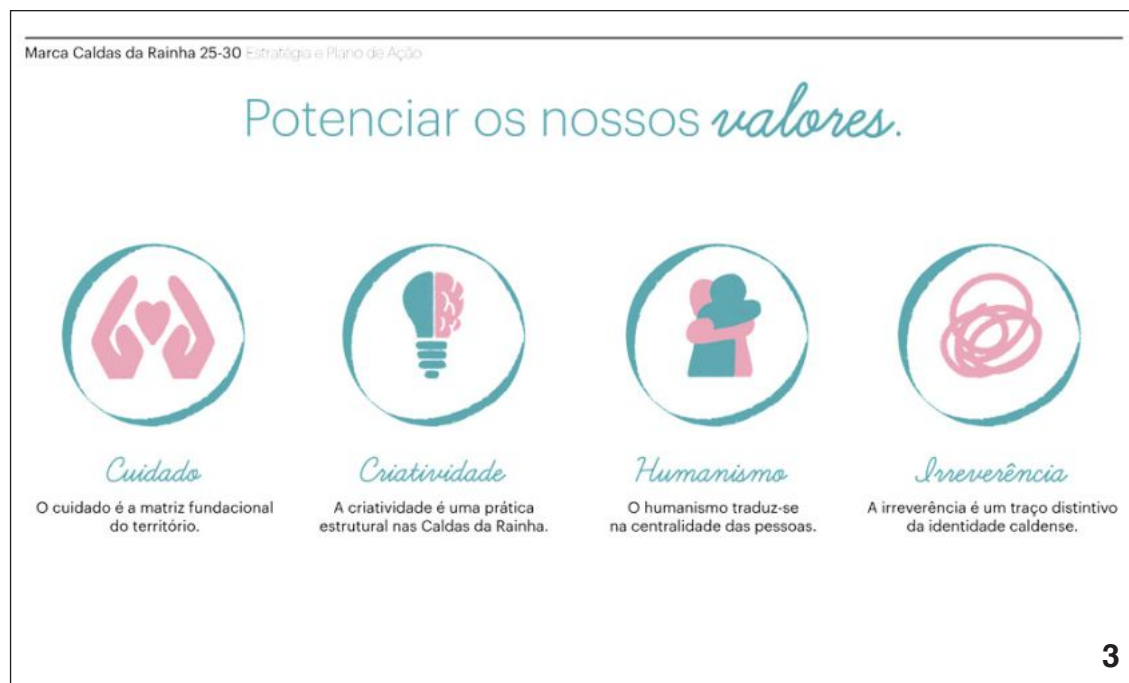 Marca Caldas da Rainha 25-30 Estratégia e Plano de Ação
Potenciar os nossos valores.
Cuidado
O cuidado é a matriz fundacional
do território.
Criatividade
A criatividade é uma prática
estrutural nas Caldas da Rainha.
Humanismo
O humanismo traduz-se
na centralidade das pessoas.
Irreverência
A irreverência é um traço distintivo
da identidade caldense.
3